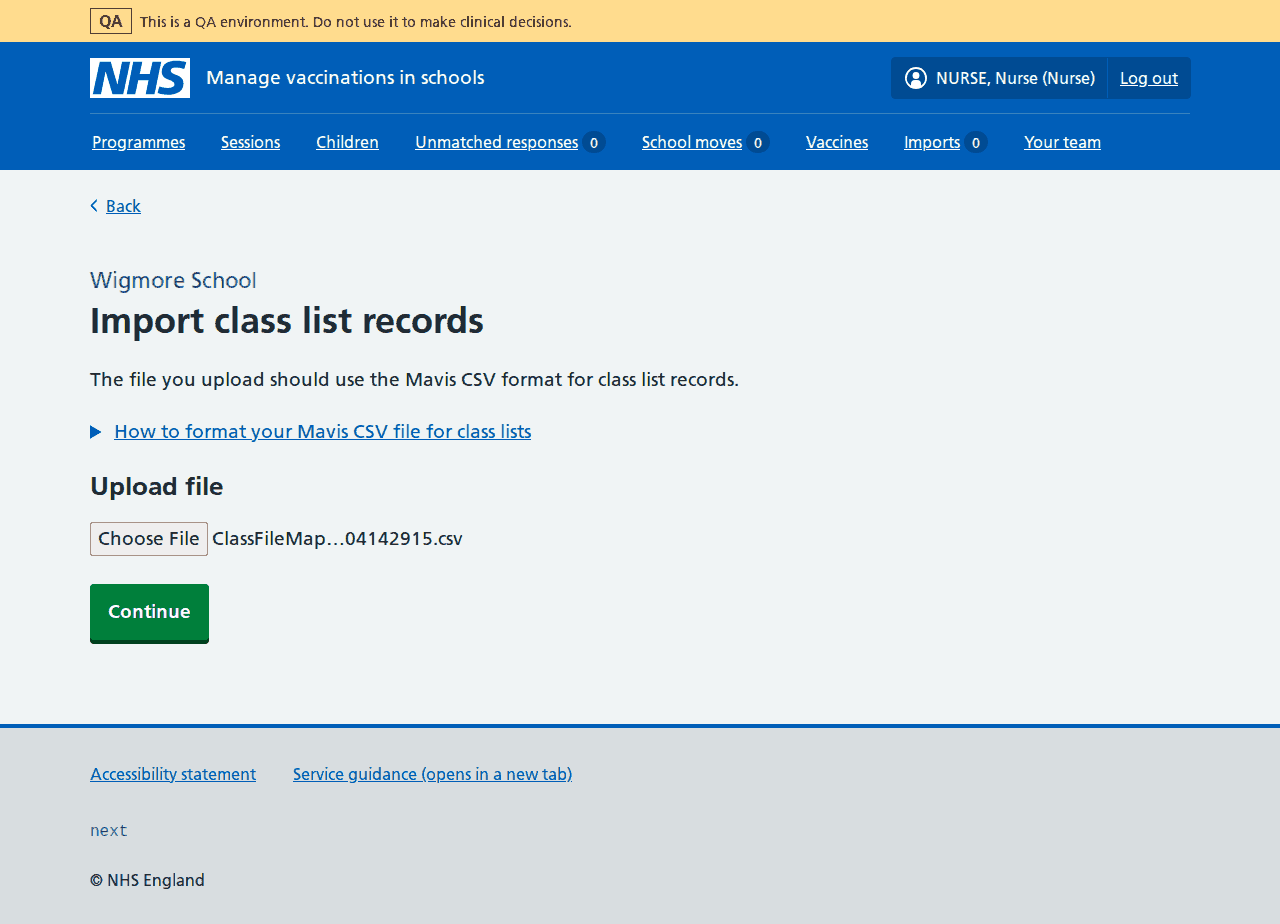 QA This is a QA environment. Do not use it to make clinical decisions.
NHS Manage vaccinations in schools NURSE, Nurse (Nurse) Log out
Programmes Sessions Children Unmatched responses 0 School moves 0 Vaccines Imports 0 Your team
Back
Wigmore School
Import class list records
The file you upload should use the Mavis CSV format for class list records.
How to format your Mavis CSV file for class lists
Upload file
Choose File ClassFileMap…04142915.csv
Continue
Accessibility statement Service guidance (opens in a new tab)
next
© NHS England